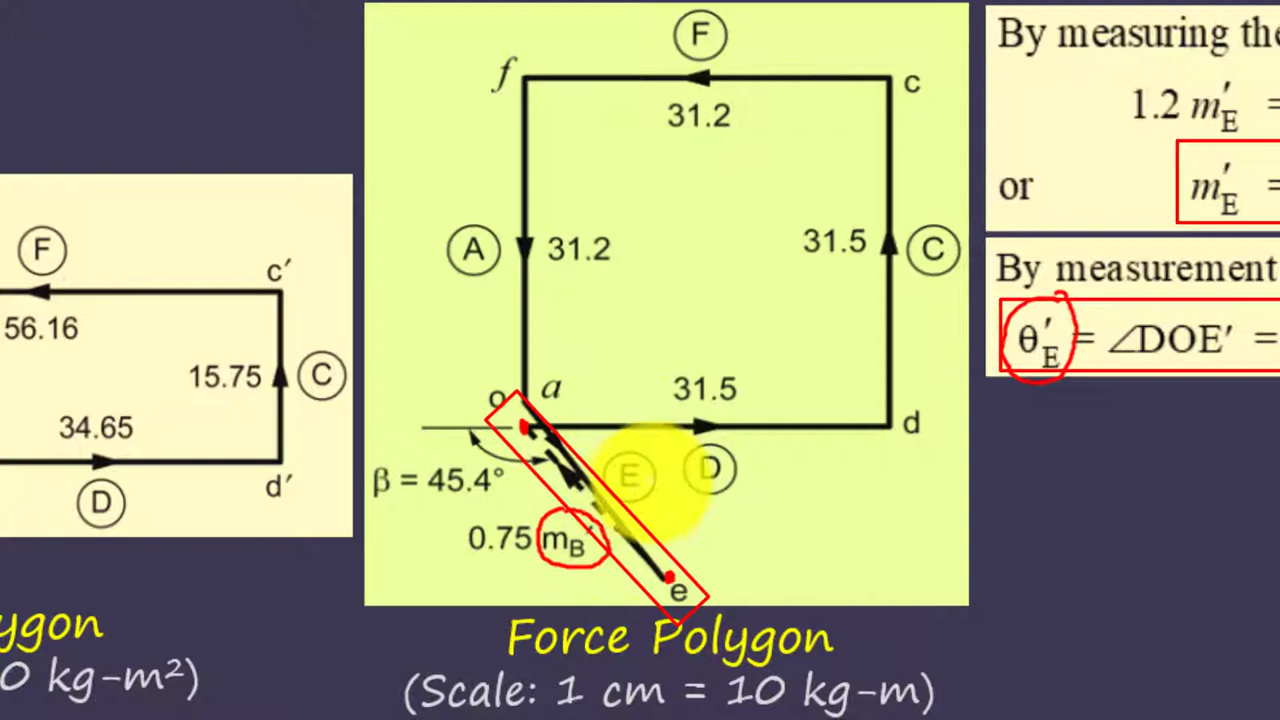 F
c′
56.16
15.75
C
34.65
D
d′
ygon
0 kg-m²)
F
f
c
31.2
A
31.2
31.5
C
o
a
31.5
d
E
D
β = 45.4°
0.75 mB′
e
Force Polygon
(Scale: 1 cm = 10 kg-m)
By measuring the
1.2 m′E =
or m′E =
By measurement
θ′E = ∠DOE′ =